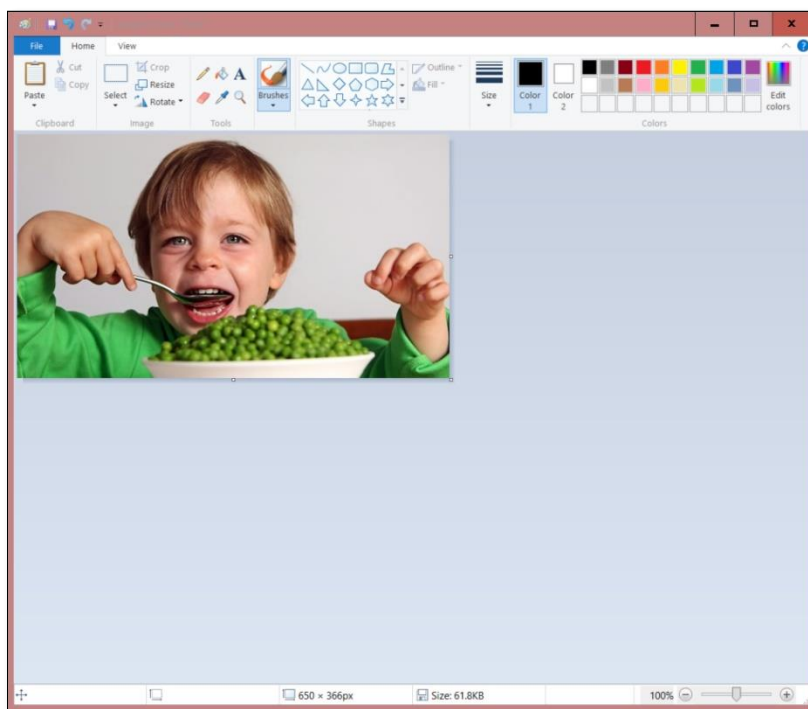 File Home View
Cut
Copy
Paste
Clipboard
Select
Crop
Resize
Rotate
Image
A
Tools
Brushes
Outline
Fill
Shapes
Size
Color 1
Color 2
Edit colors
Colors
650 × 366px
Size: 61.8KB
100%